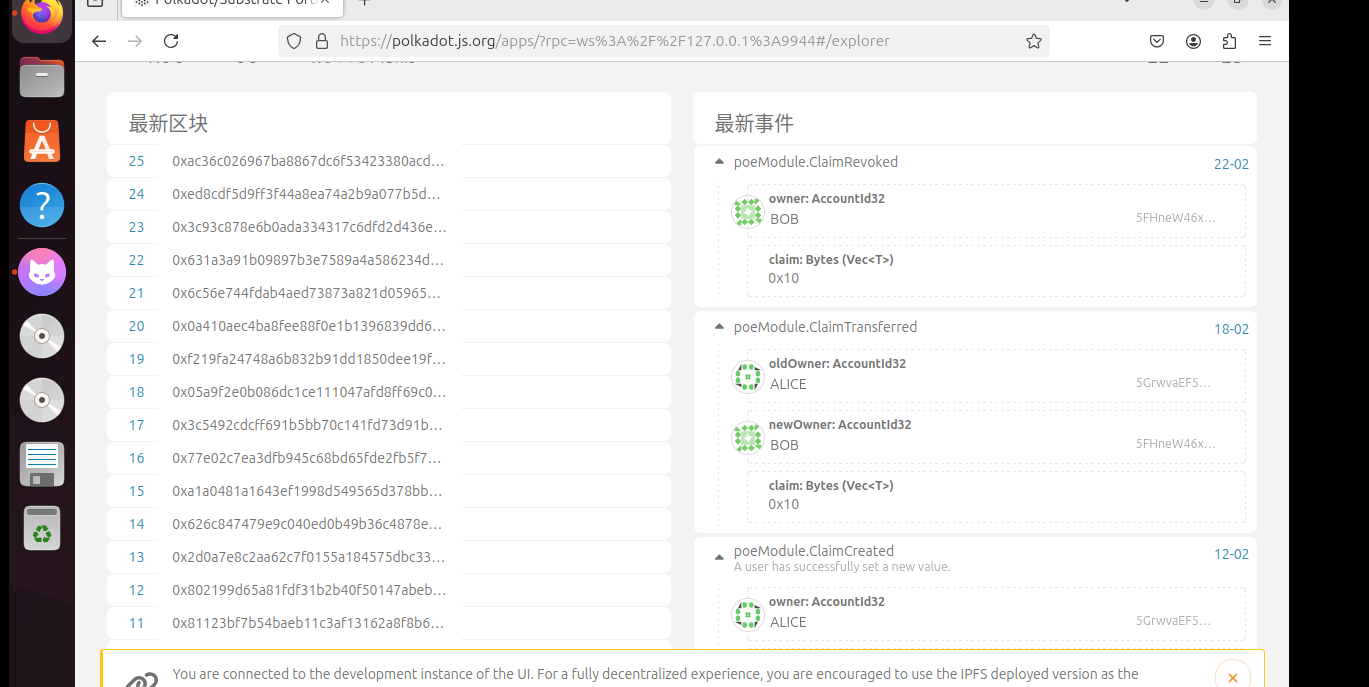 https://polkadot.js.org/apps/?rpc=ws%3A%2F%2F127.0.0.1%3A9944#/explorer
最新区块
25 0xac36c026967ba8867dc6f53423380acd…
24 0xed8cdf5d9ff3f44a8ea74a2b9a077b5d…
23 0x3c93c878e6b0ada334317c6dfd2d436e…
22 0x631a3a91b09897b3e7589a4a586234d…
21 0x6c56e744fdab4aed73873a821d05965…
20 0x0a410aec4ba8fee88f0e1b1396839dd6…
19 0xf219fa24748a6b832b91dd1850dee19f…
18 0x05a9f2e0b086dc1ce111047afd8ff69c0…
17 0x3c5492cdcff691b5bb70c141fd73d91b…
16 0x77e02c7ea3dfb945c68bd65fde2fb5f7…
15 0xa1a0481a1643ef1998d549565d378bb…
14 0x626c847479e9c040ed0b49b36c4878e…
13 0x2d0a7e8c2aa62c7f0155a184575dbc33…
12 0x802199d65a81fdf31b2b40f50147abeb…
11 0x81123bf7b54baeb11c3af13162a8f8b6…
最新事件
poeModule.ClaimRevoked 22-02
owner: AccountId32
BOB 5FHneW46x…
claim: Bytes (Vec<T>)
0x10
poeModule.ClaimTransferred 18-02
oldOwner: AccountId32
ALICE 5GrwvaEF5…
newOwner: AccountId32
BOB 5FHneW46x…
claim: Bytes (Vec<T>)
0x10
poeModule.ClaimCreated 12-02
A user has successfully set a new value.
owner: AccountId32
ALICE 5GrwvaEF5…
You are connected to the development instance of the UI. For a fully decentralized experience, you are encouraged to use the IPFS deployed version as the